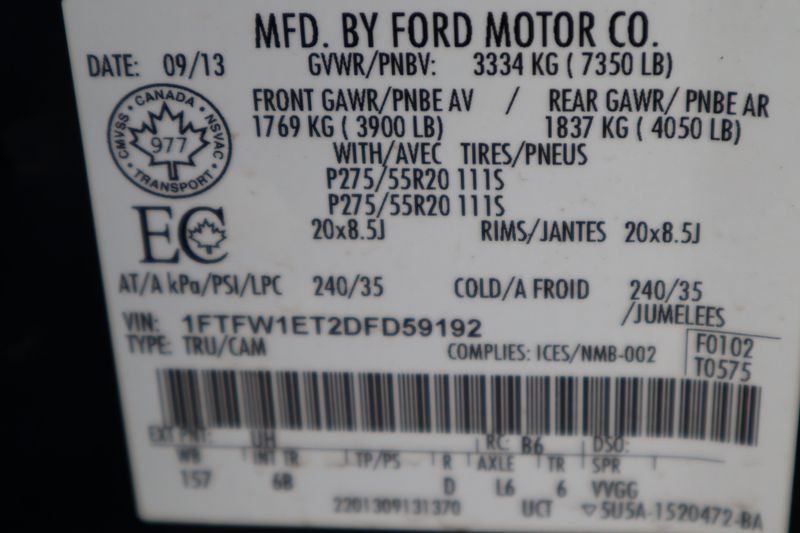 MFD. BY FORD MOTOR CO.
DATE: 09/13 GVWR/PNBV: 3334 KG ( 7350 LB)
CANADA
CMVSS 977 NSVAC
TRANSPORT
FRONT GAWR/PNBE AV / REAR GAWR/ PNBE AR
1769 KG ( 3900 LB) 1837 KG ( 4050 LB)
WITH/AVEC TIRES/PNEUS
P275/55R20 111S
P275/55R20 111S
EC 20x8.5J RIMS/JANTES 20x8.5J
AT/A kPa/PSI/LPC 240/35 COLD/A FROID 240/35
/JUMELEES
VIN: 1FTFW1ET2DFD59192
TYPE: TRU/CAM COMPLIES: ICES/NMB-002 F0102
T0575
EXT PNT: UH RC: B6 DSO:
WB INT TR TP/PS R AXLE TR SPR
157 6B D L6 6 VVGG
2201309131370 UCT ▽5U5A-1520472-BA